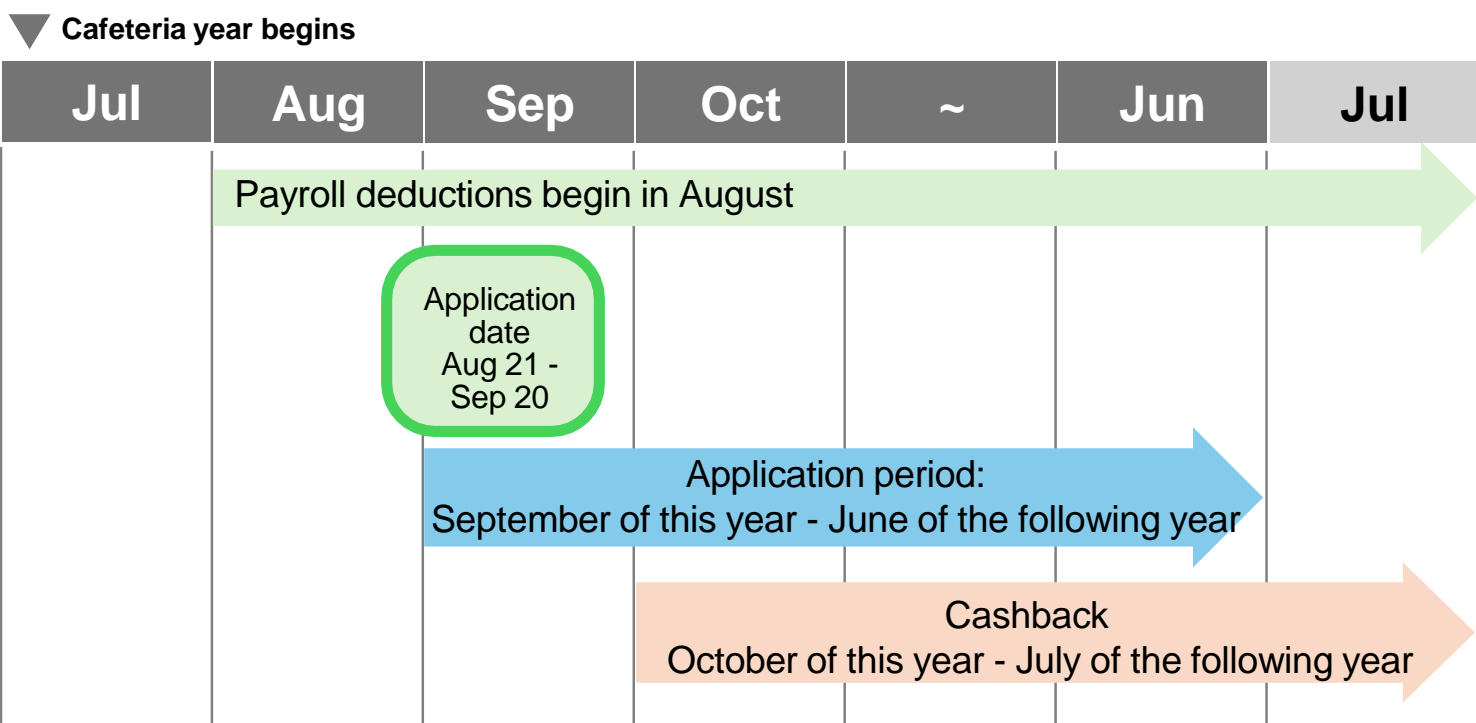 Cafeteria year begins
Jul Aug Sep Oct ~ Jun Jul
Payroll deductions begin in August
Application
date
Aug 21 -
Sep 20
Application period:
September of this year - June of the following year
Cashback
October of this year - July of the following year